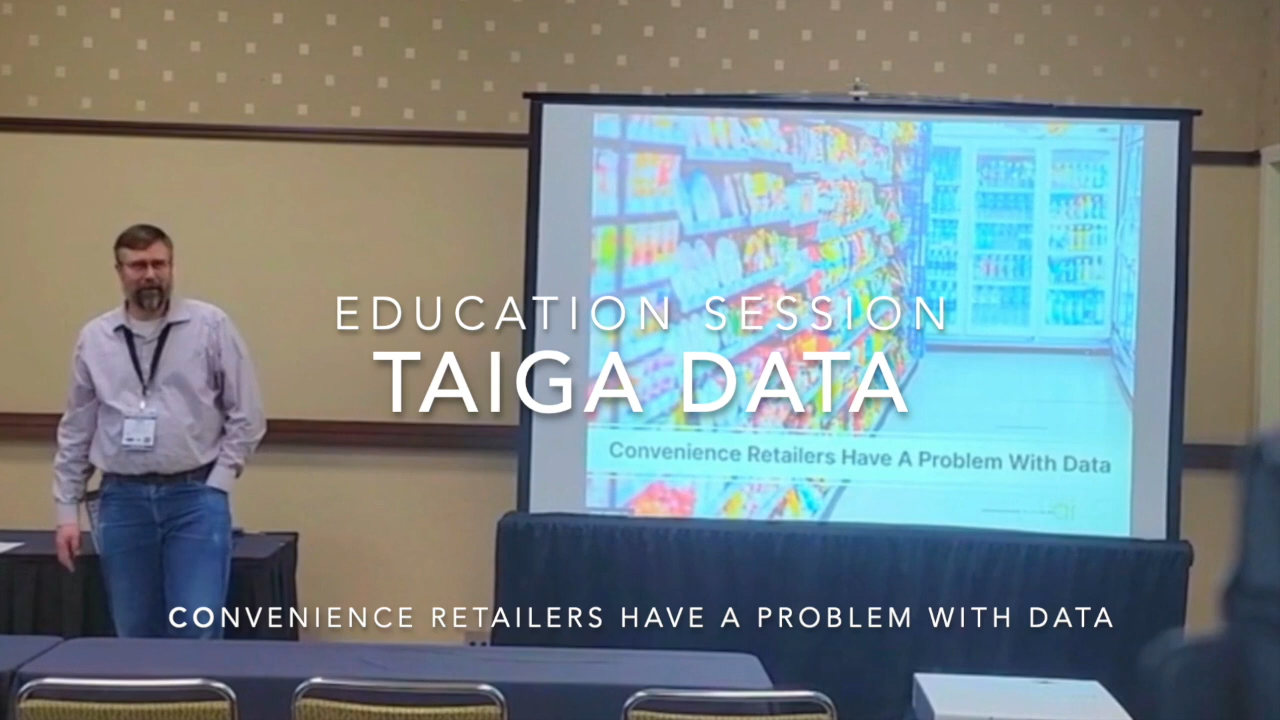 EDUCATION SESSION
TAIGA DATA
Convenience Retailers Have A Problem With Data
CONVENIENCE RETAILERS HAVE A PROBLEM WITH DATA